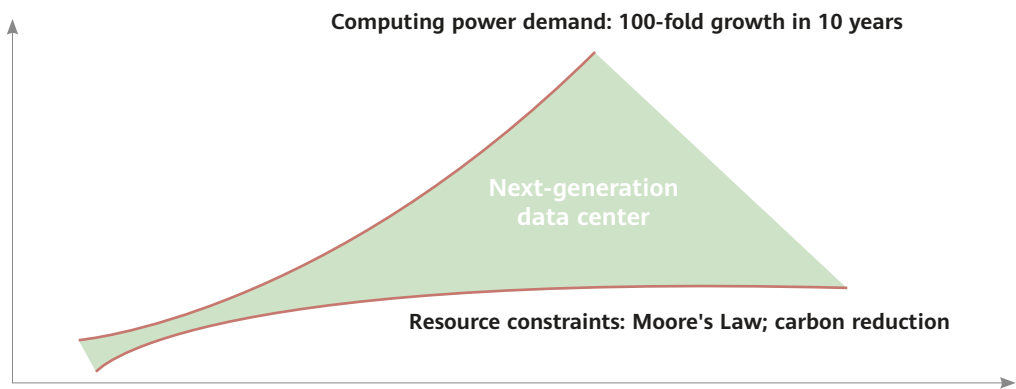 Computing power demand: 100-fold growth in 10 years
Next-generation
data center
Resource constraints: Moore's Law; carbon reduction